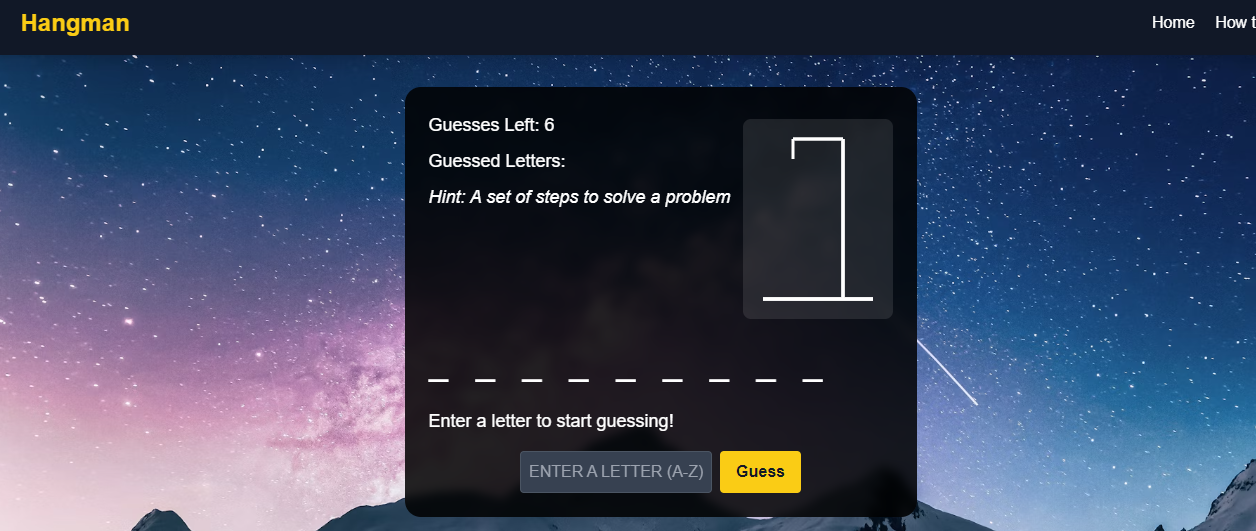 Hangman
Home How t
Guesses Left: 6
Guessed Letters:
Hint: A set of steps to solve a problem
_ _ _ _ _ _ _ _ _
Enter a letter to start guessing!
ENTER A LETTER (A-Z) Guess